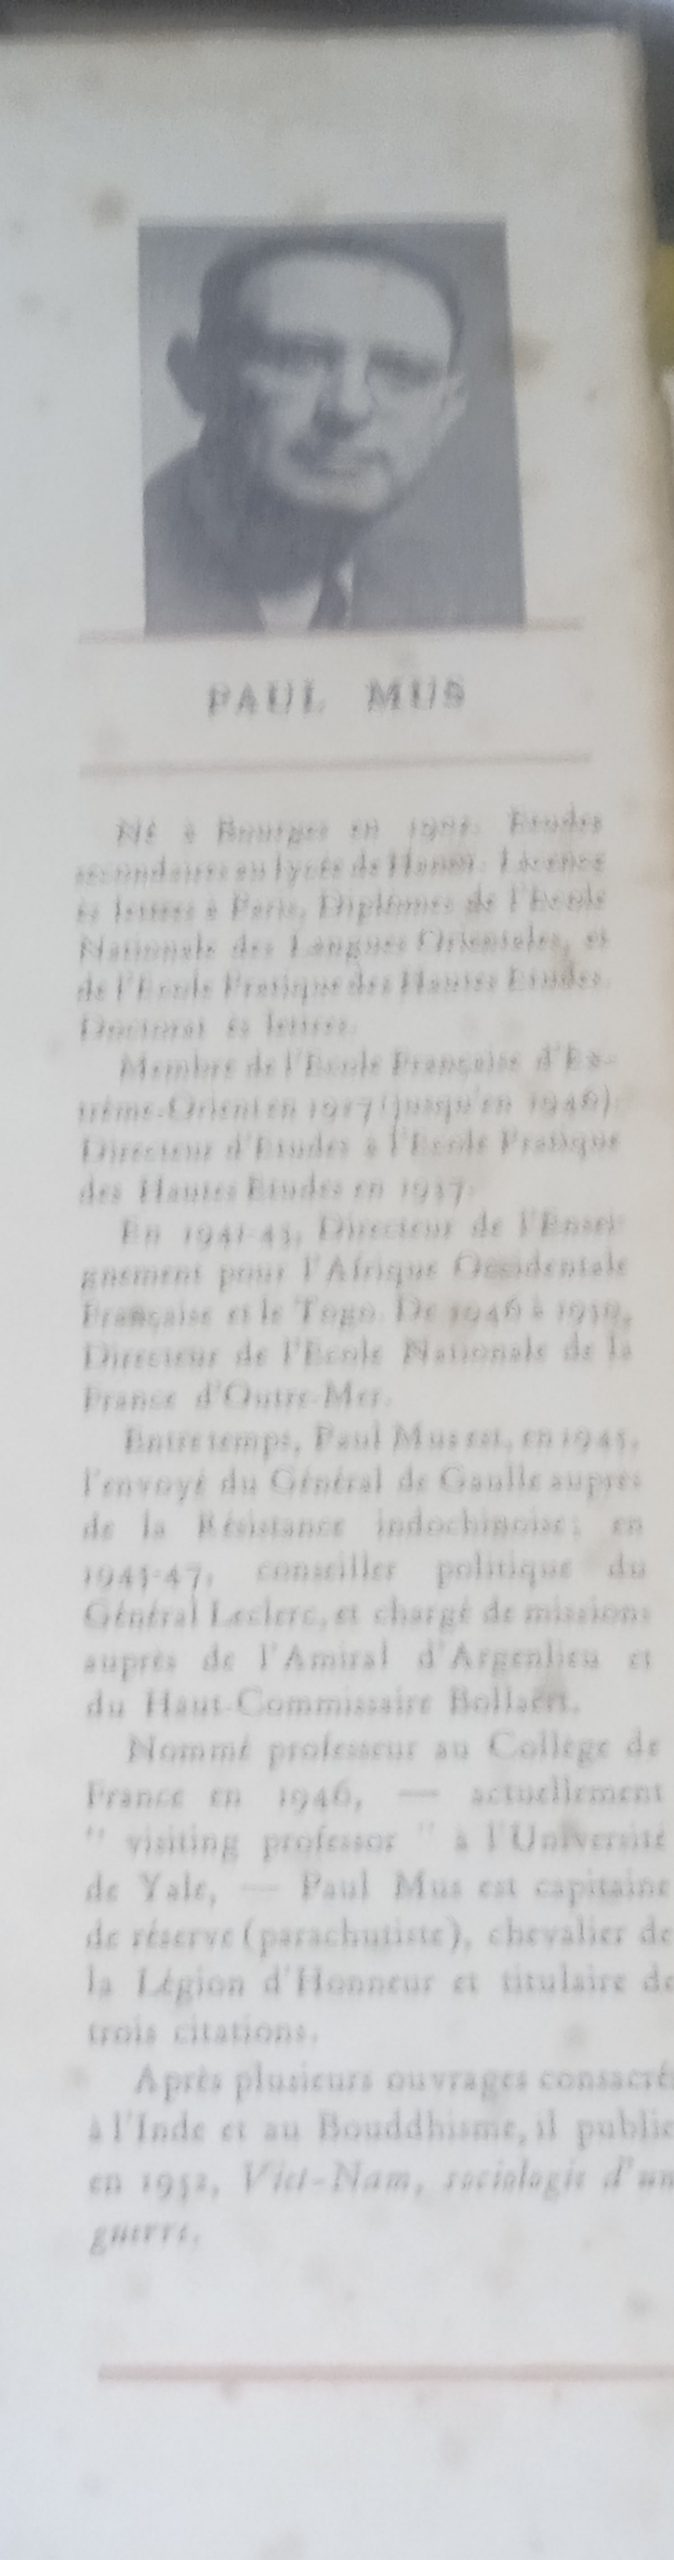 PAUL MUS
Né à Bourges en 190. Etudes
secondaires au lycée de Hanoï. Licence
ès lettres à Paris, Diplômes de l'Ecole
Nationale des Langues Orientales, et
de l'Ecole Pratique des Hautes Etudes.
Doctorat ès lettres.
Membre de l'Ecole Française d'Ex-
trême-Orient en 1927 (jusqu'en 1946).
Directeur d'Etudes à l'Ecole Pratique
des Hautes Etudes en 1937.
En 1941-43, Directeur de l'Ensei-
gnement pour l'Afrique Occidentale
Française et le Togo. De 1946 à 1950,
Directeur de l'Ecole Nationale de la
France d'Outre-Mer.
Entretemps, Paul Mus est, en 1945,
l'envoyé du Général de Gaulle auprès
de la Résistance indochinoise; en
1945-47, conseiller politique du
Général Leclerc, et chargé de missions
auprès de l'Amiral d'Argenlieu et
du Haut-Commissaire Bollaert.
Nommé professeur au Collège de
France en 1946, — actuellement
" visiting professor " à l'Université
de Yale, — Paul Mus est capitaine
de réserve (parachutiste), chevalier de
la Légion d'Honneur et titulaire de
trois citations.
Après plusieurs ouvrages consacrés
à l'Inde et au Bouddhisme, il publie
en 1952, Viet-Nam, sociologie d'un
guerre.